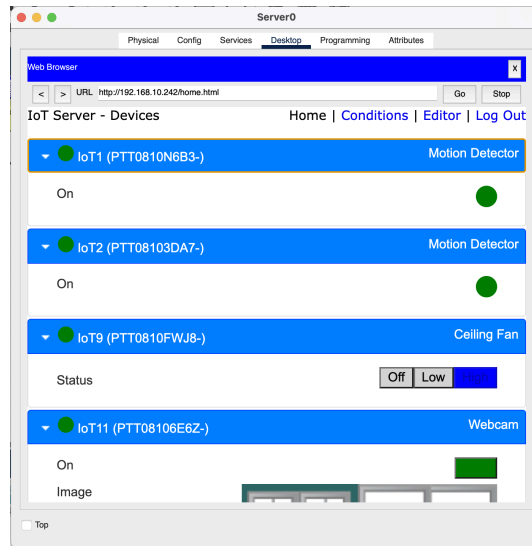 Server0
Physical Config Services Desktop Programming Attributes
Web Browser X
< > URL http://192.168.10.242/home.html Go Stop
IoT Server - Devices Home | Conditions | Editor | Log Out
IoT1 (PTT0810N6B3-) Motion Detector
On
IoT2 (PTT08103DA7-) Motion Detector
On
IoT9 (PTT0810FWJ8-) Ceiling Fan
Status Off Low
IoT11 (PTT08106E6Z-) Webcam
On
Image
Top